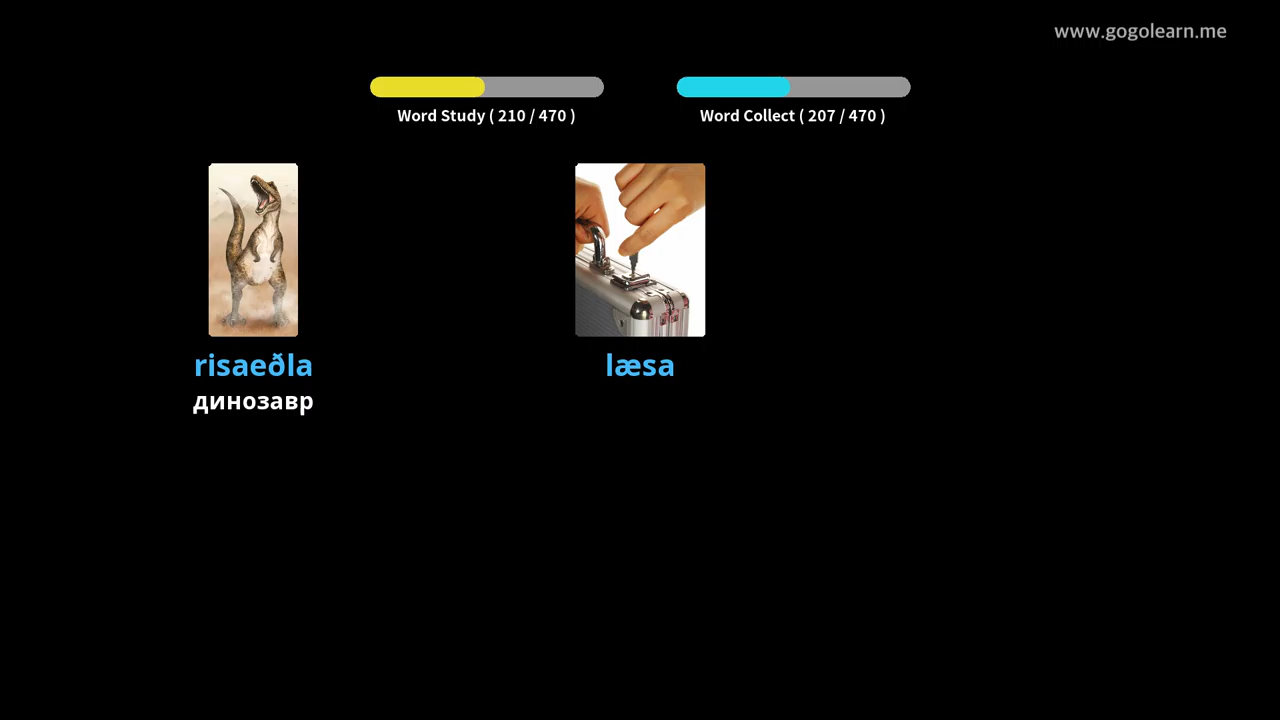 www.gogolearn.me
Word Study ( 210 / 470 )
Word Collect ( 207 / 470 )
risaeðla
динозавр
læsa